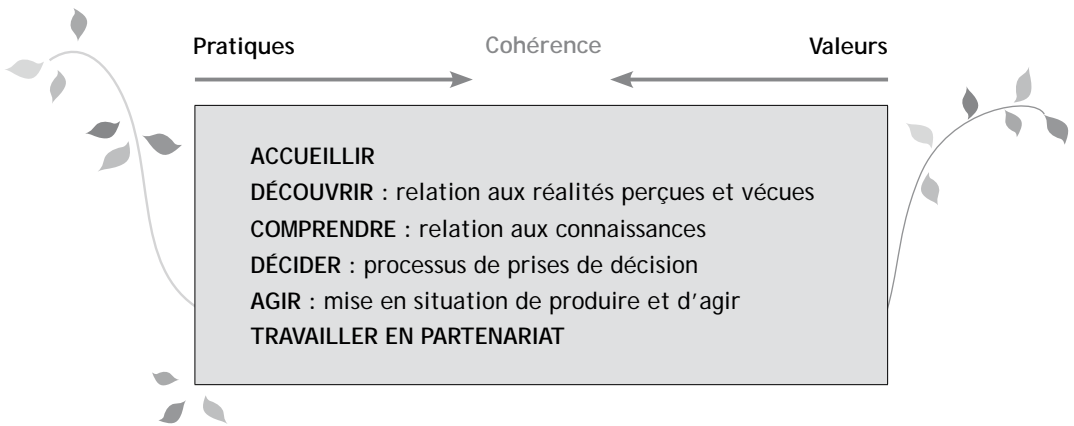 Pratiques Cohérence Valeurs
ACCUEILLIR
DÉCOUVRIR : relation aux réalités perçues et vécues
COMPRENDRE : relation aux connaissances
DÉCIDER : processus de prises de décision
AGIR : mise en situation de produire et d’agir
TRAVAILLER EN PARTENARIAT